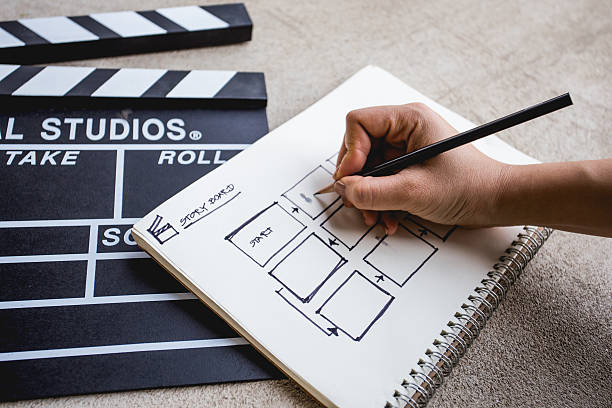 AL STUDIOS®
TAKE
ROLL
SC
STORY BOARD
START